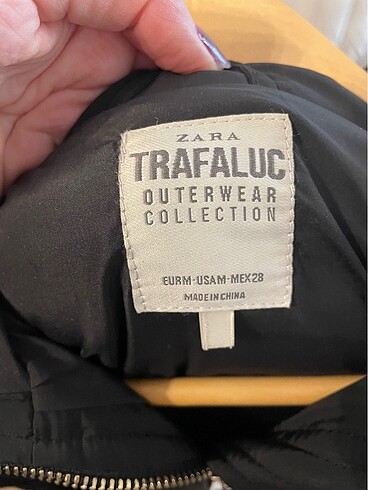 ZARA
TRAFALUC
OUTERWEAR
COLLECTION
EURM-USAM-MEX28
MADE IN CHINA